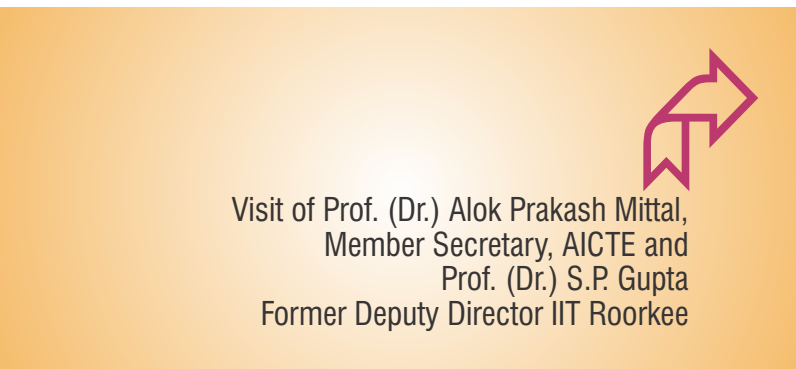 Visit of Prof. (Dr.) Alok Prakash Mittal,
Member Secretary, AICTE and
Prof. (Dr.) S.P. Gupta
Former Deputy Director IIT Roorkee